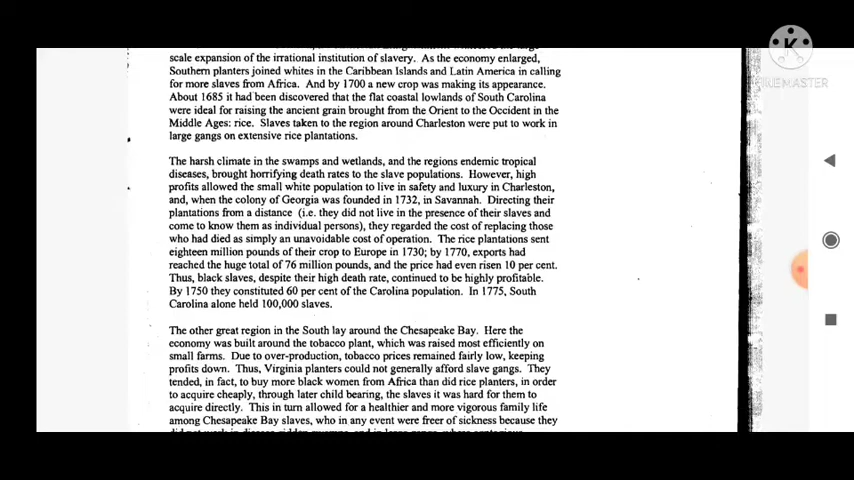 scale expansion of the irrational institution of slavery. As the economy enlarged,
Southern planters joined whites in the Caribbean Islands and Latin America in calling
for more slaves from Africa. And by 1700 a new crop was making its appearance.
About 1685 it had been discovered that the flat coastal lowlands of South Carolina
were ideal for raising the ancient grain brought from the Orient to the Occident in the
Middle Ages: rice. Slaves taken to the region around Charleston were put to work in
large gangs on extensive rice plantations.
The harsh climate in the swamps and wetlands, and the regions endemic tropical
diseases, brought horrifying death rates to the slave populations. However, high
profits allowed the small white population to live in safety and luxury in Charleston,
and, when the colony of Georgia was founded in 1732, in Savannah. Directing their
plantations from a distance (i.e. they did not live in the presence of their slaves and
come to know them as individual persons), they regarded the cost of replacing those
who had died as simply an unavoidable cost of operation. The rice plantations sent
eighteen million pounds of their crop to Europe in 1730; by 1770, exports had
reached the huge total of 76 million pounds, and the price had even risen 10 per cent.
Thus, black slaves, despite their high death rate, continued to be highly profitable.
By 1750 they constituted 60 per cent of the Carolina population. In 1775, South
Carolina alone held 100,000 slaves.
The other great region in the South lay around the Chesapeake Bay. Here the
economy was built around the tobacco plant, which was raised most efficiently on
small farms. Due to over-production, tobacco prices remained fairly low, keeping
profits down. Thus, Virginia planters could not generally afford slave gangs. They
tended, in fact, to buy more black women from Africa than did rice planters, in order
to acquire cheaply, through later child bearing, the slaves it was hard for them to
acquire directly. This in turn allowed for a healthier and more vigorous family life
among Chesapeake Bay slaves, who in any event were freer of sickness because they
K
KINEMASTER